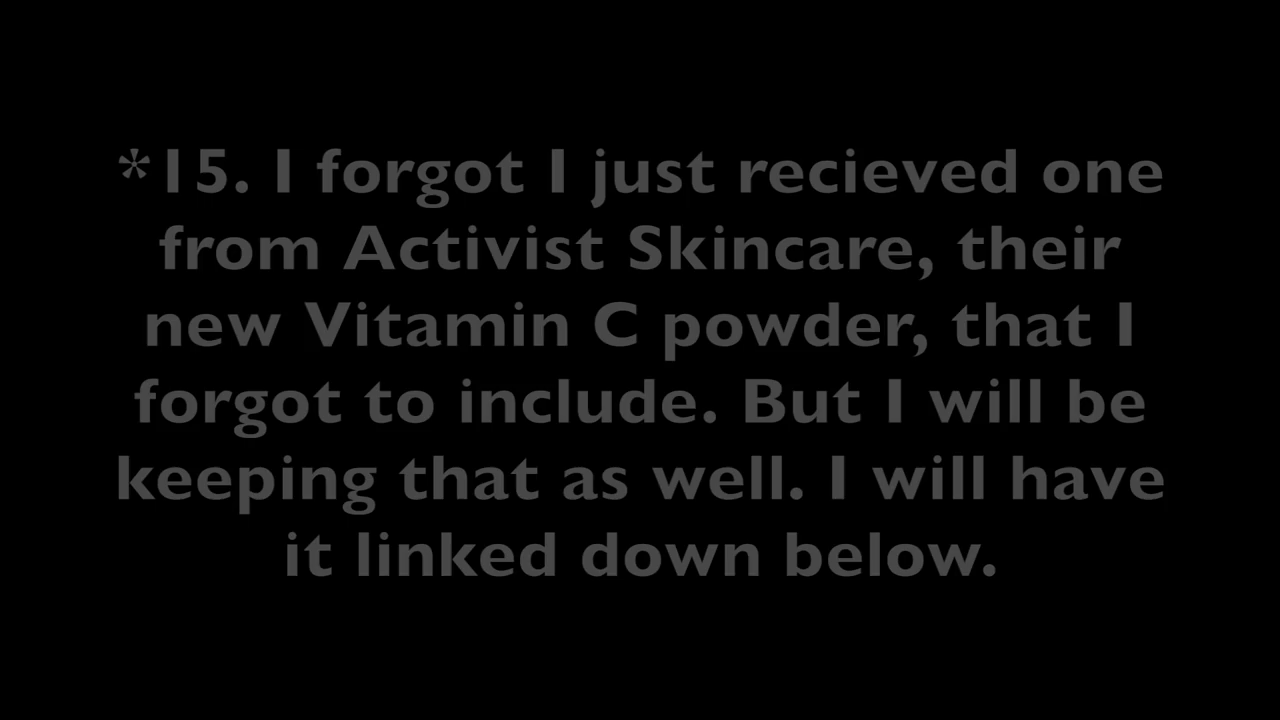 *15. I forgot I just recieved one
from Activist Skincare, their
new Vitamin C powder, that I
forgot to include. But I will be
keeping that as well. I will have
it linked down below.